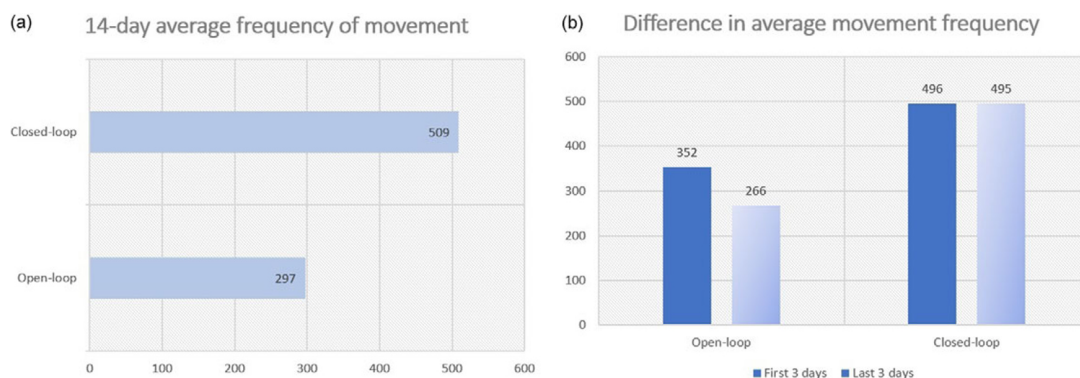 (a) 14-day average frequency of movement
Closed-loop
509
Open-loop
297
0 100 200 300 400 500 600
(b) Difference in average movement frequency
600
500
400
300
200
100
0
352
266
496
495
Open-loop Closed-loop
First 3 days Last 3 days